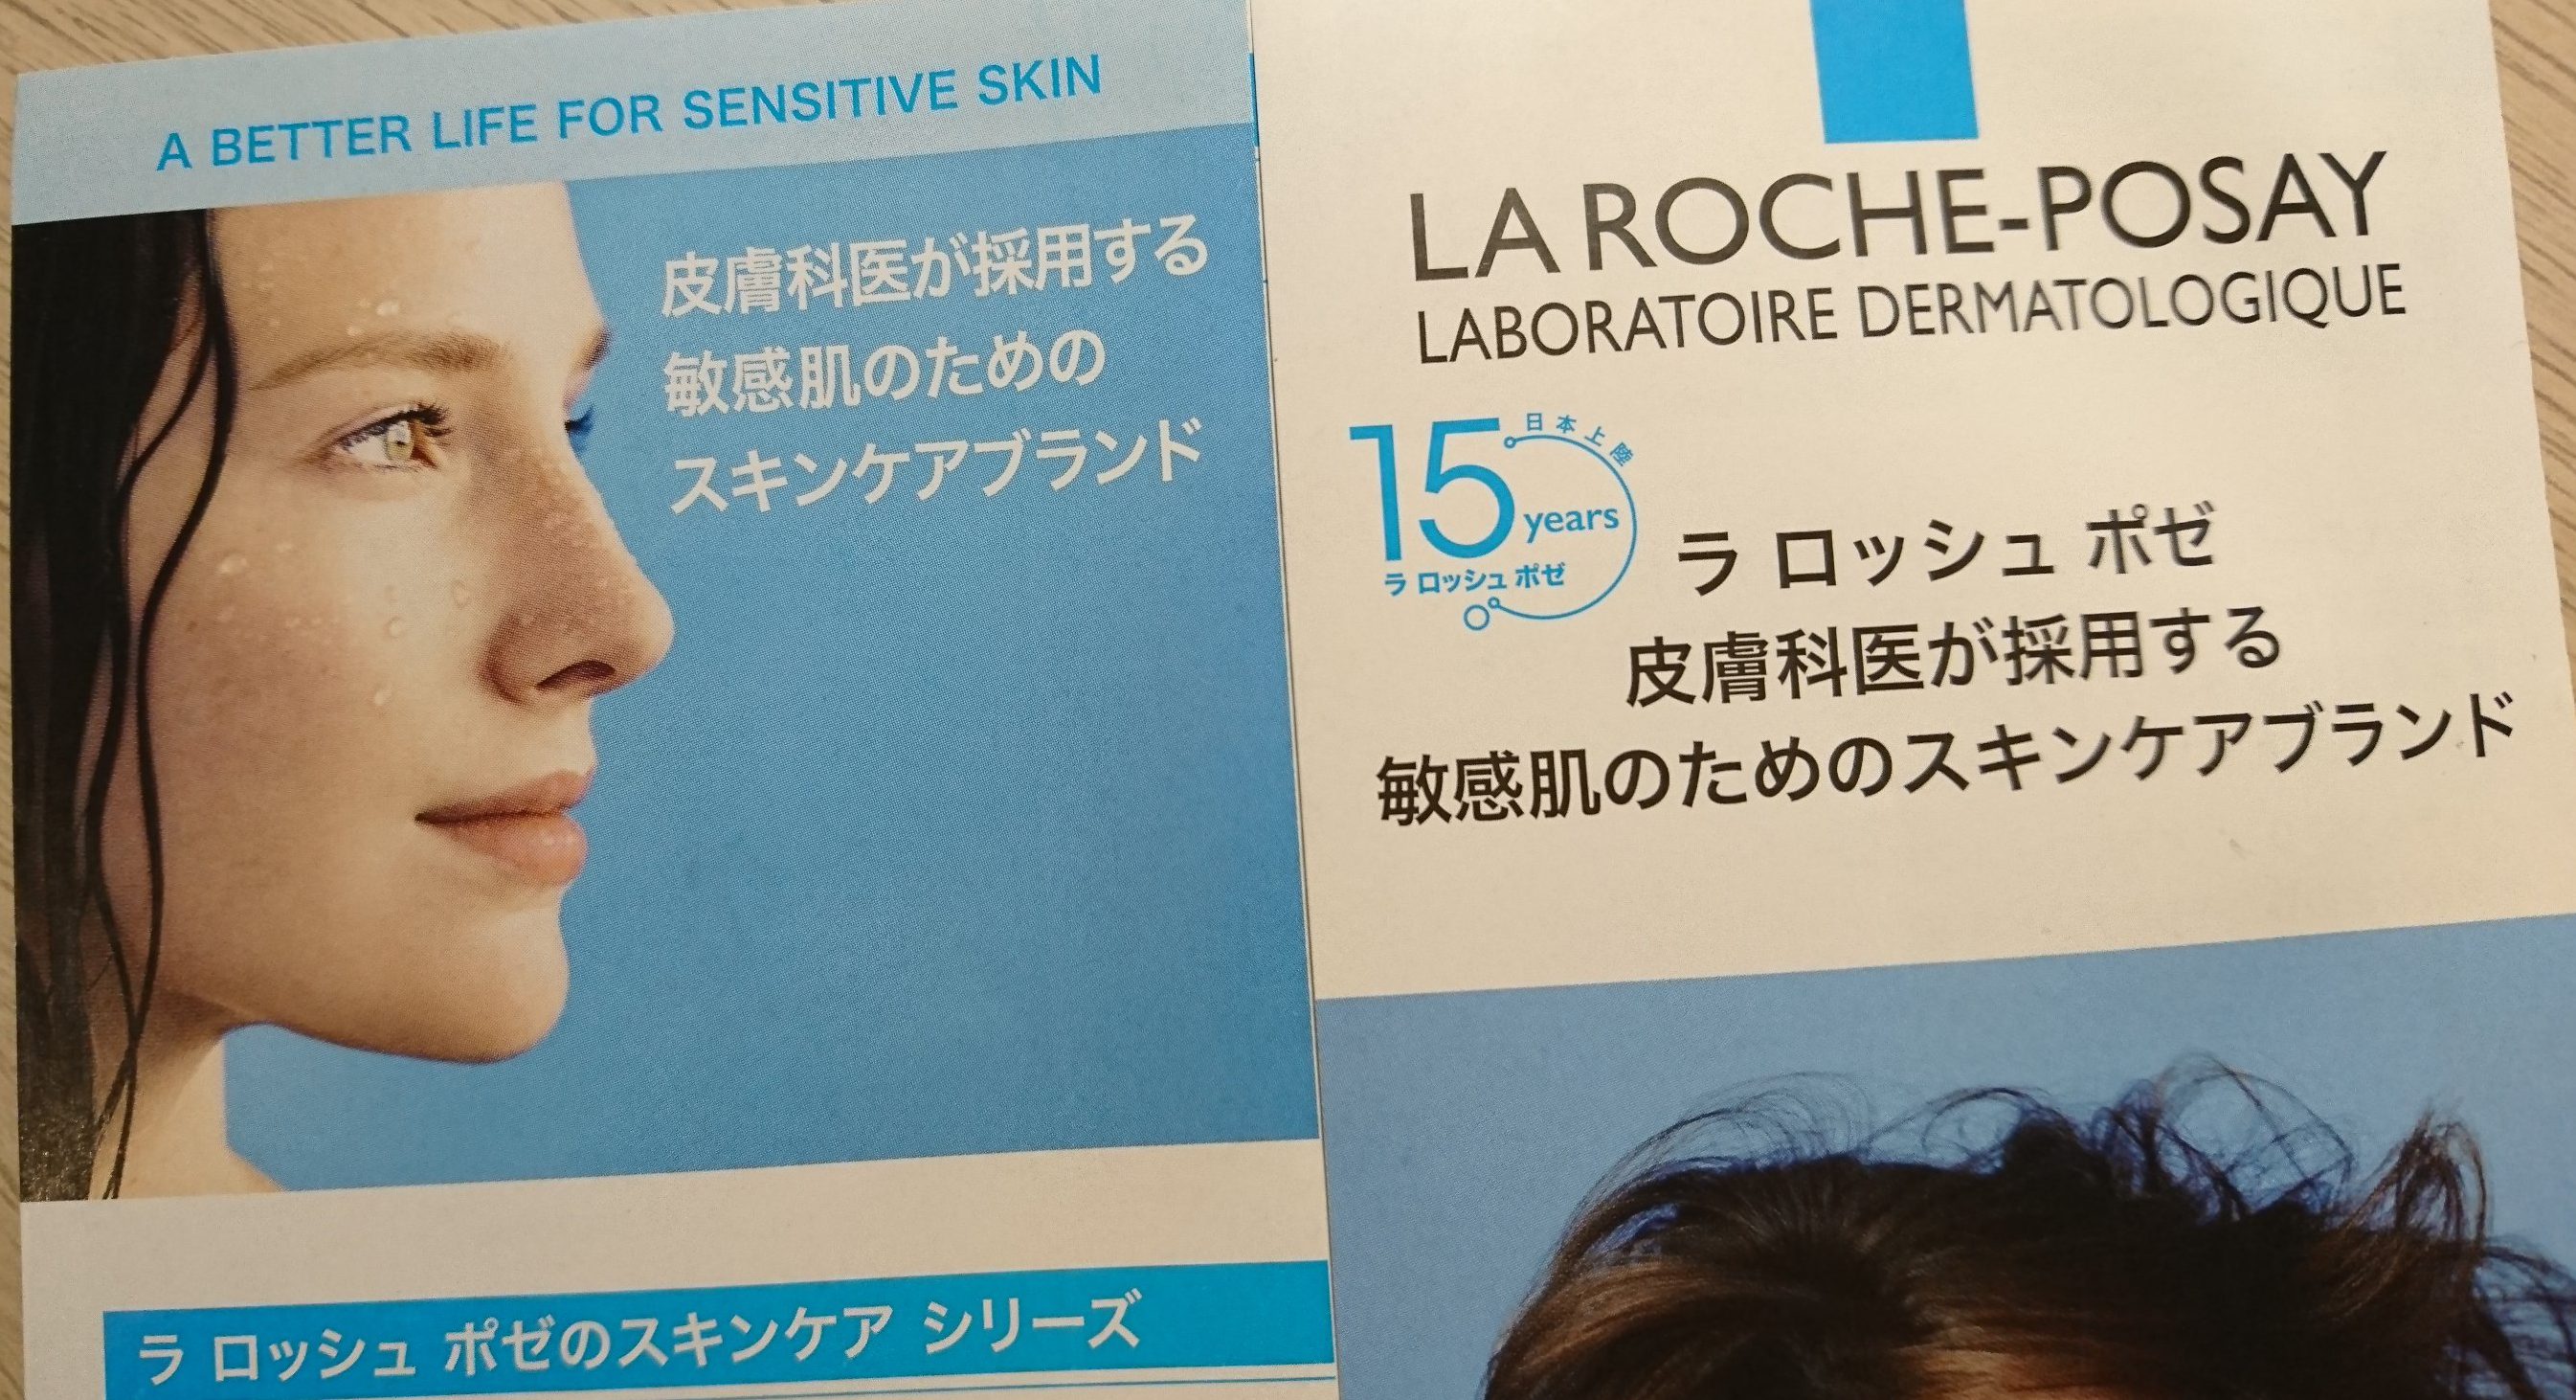 A BETTER LIFE FOR SENSITIVE SKIN
皮膚科医が採用する
敏感肌のための
スキンケアブランド
ラ ロッシュ ポゼのスキンケア シリーズ
LA ROCHE-POSAY
LABORATOIRE DERMATOLOGIQUE
日本上陸
15 years
ラ ロッシュ ポゼ
ラ ロッシュ ポゼ
皮膚科医が採用する
敏感肌のためのスキンケアブランド